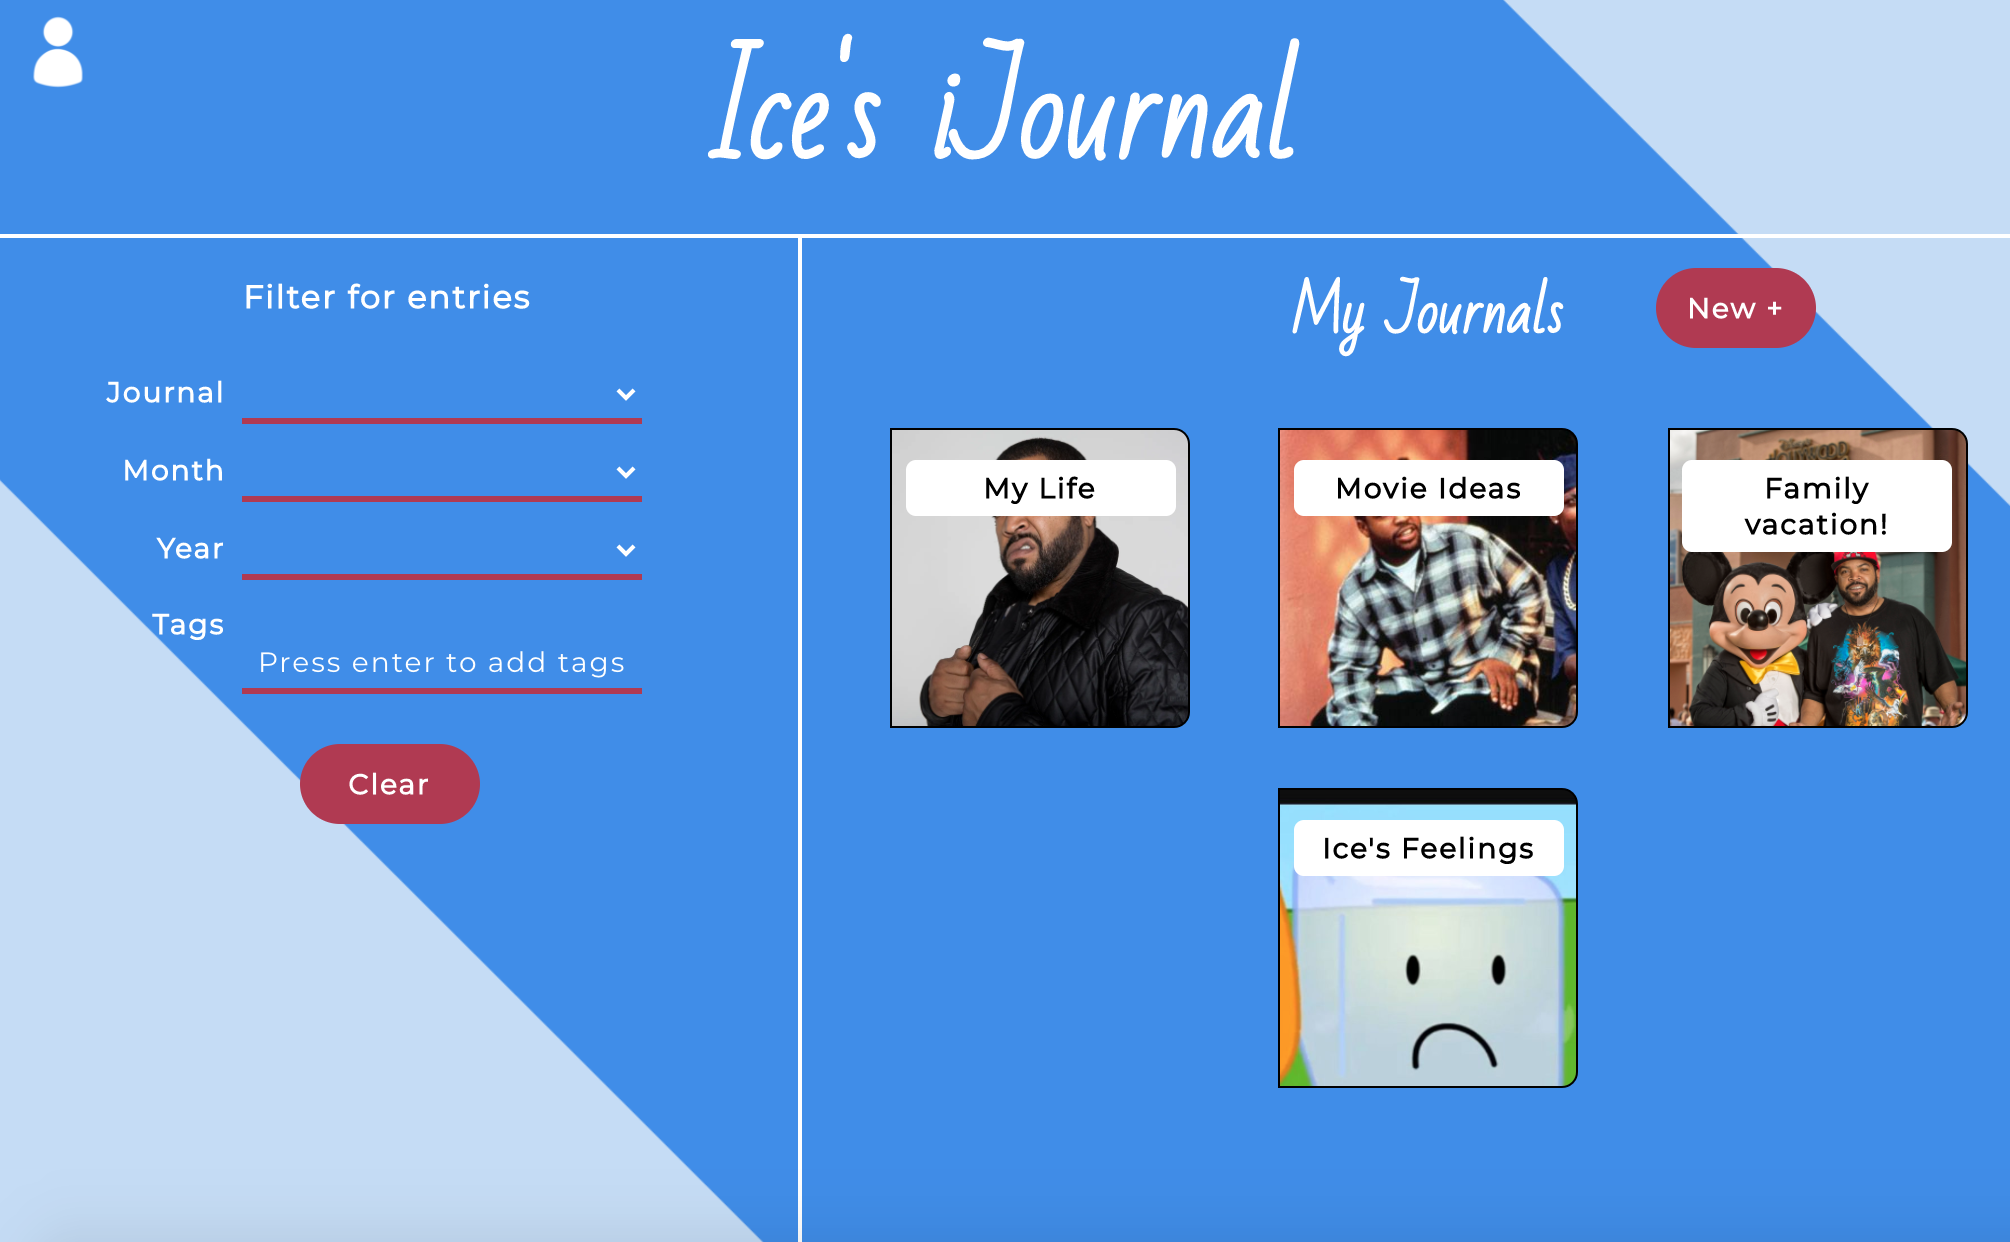 Ice's iJournal
Filter for entries
Journal
Month
Year
Tags
Press enter to add tags
Clear
My Journals
New +
My Life
Movie Ideas
Family
vacation!
Ice's Feelings